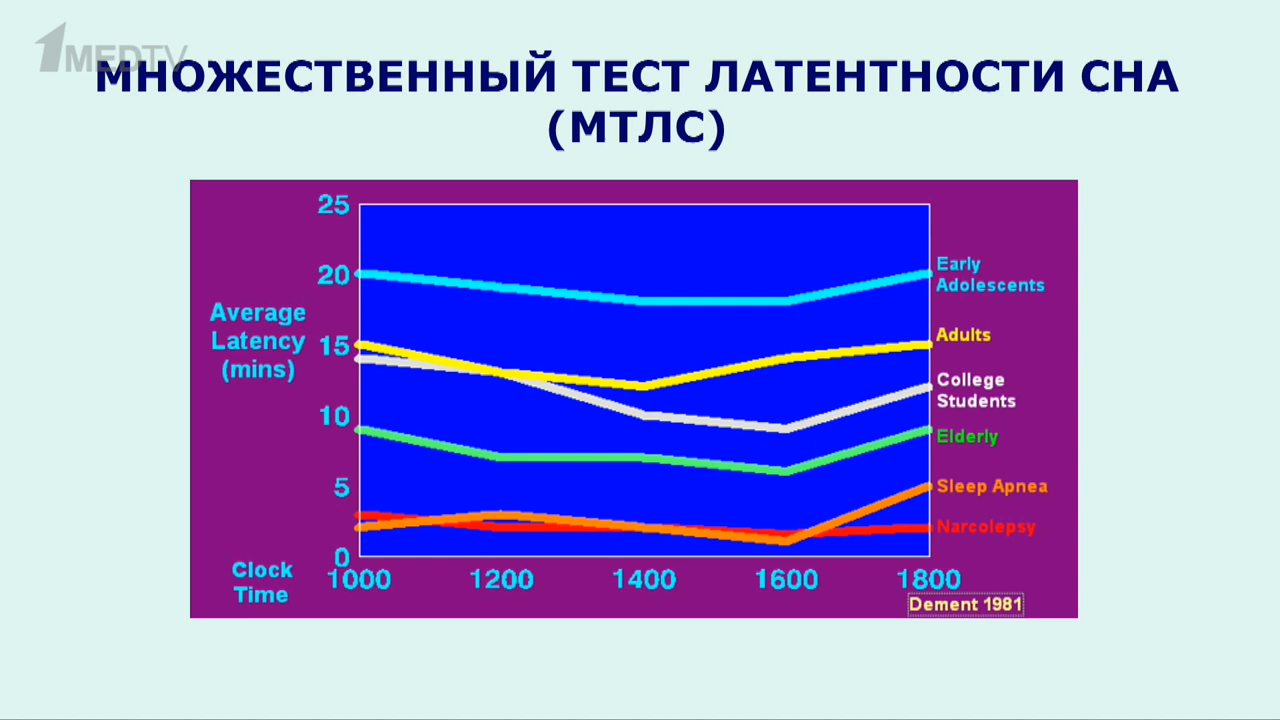 1MEDTV
МНОЖЕСТВЕННЫЙ ТЕСТ ЛАТЕНТНОСТИ СНА
(МТЛС)
25
20
15
10
5
0
Average
Latency
(mins)
Early
Adolescents
Adults
College
Students
Elderly
Sleep Apnea
Narcolepsy
Clock
Time
1000 1200 1400 1600 1800
Dement 1981